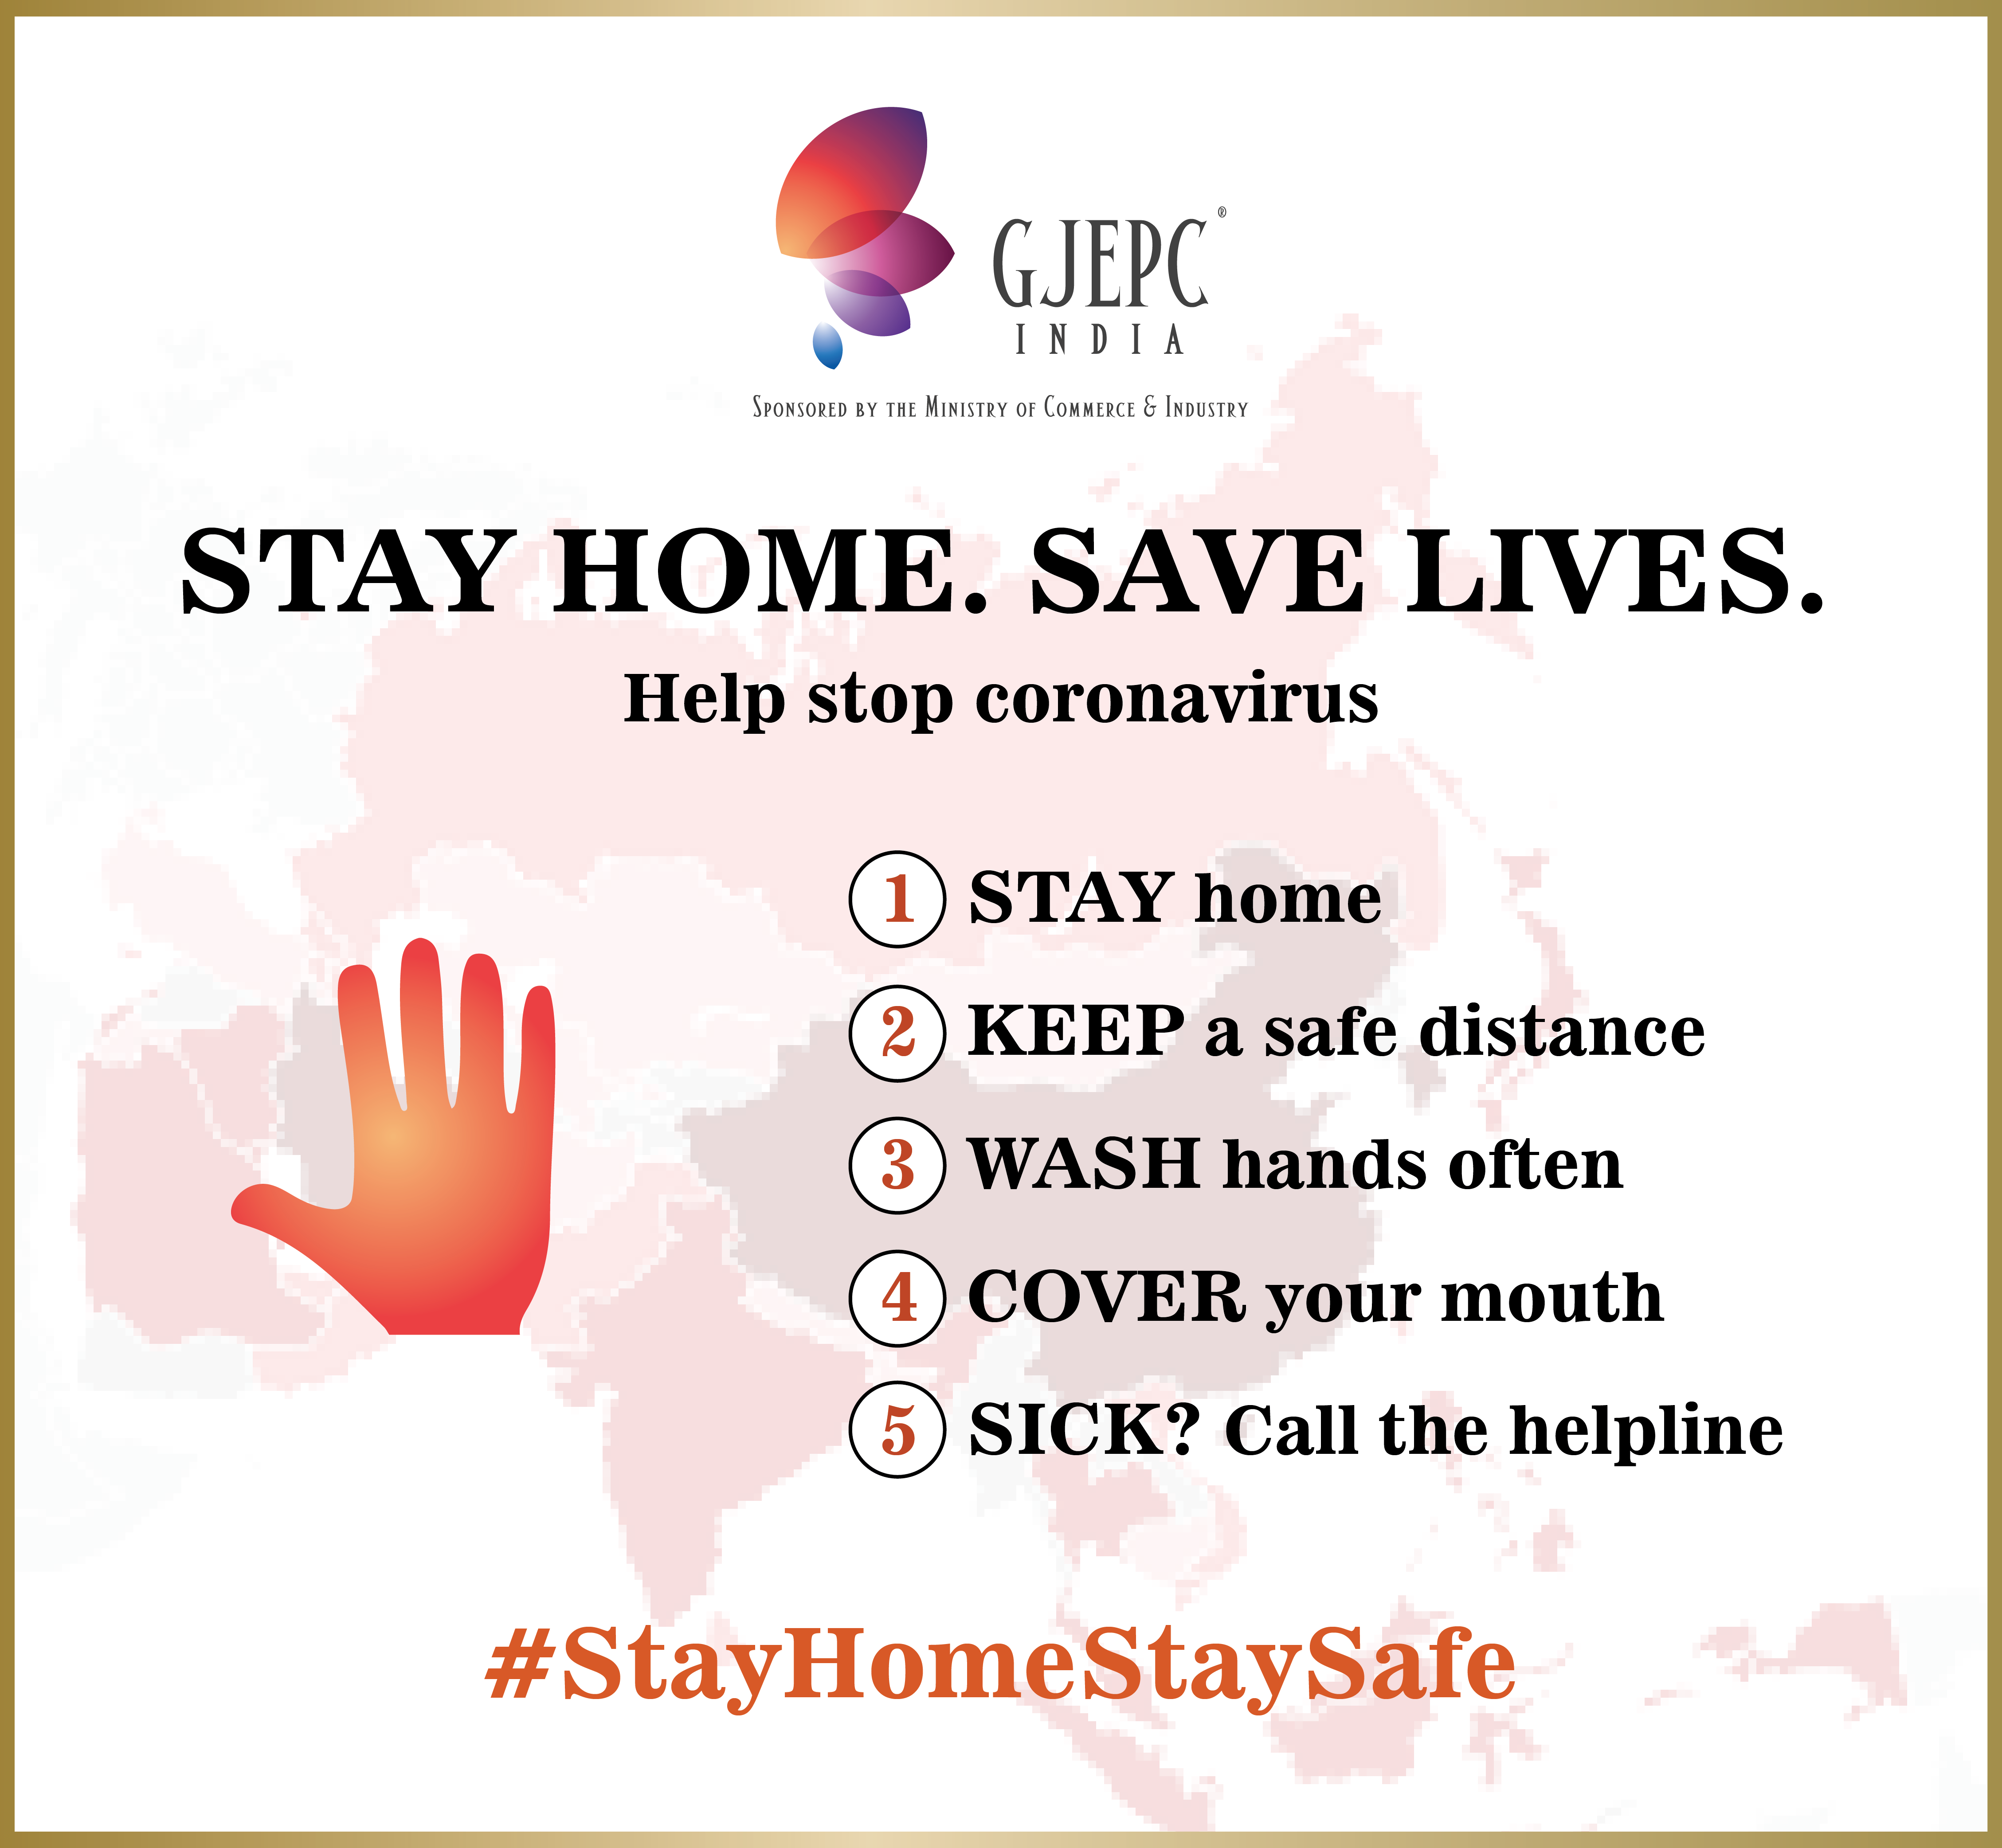 GJEPC®
INDIA
Sponsored by the Ministry of Commerce & Industry
STAY HOME. SAVE LIVES.
Help stop coronavirus
1 STAY home
2 KEEP a safe distance
3 WASH hands often
4 COVER your mouth
5 SICK? Call the helpline
#StayHomeStaySafe